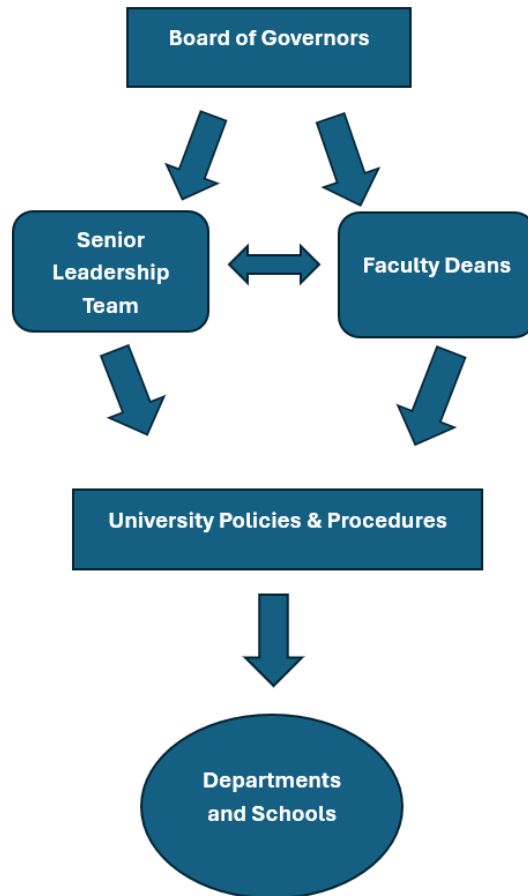 Board of Governors
Senior
Leadership
Team
Faculty Deans
University Policies & Procedures
Departments
and Schools